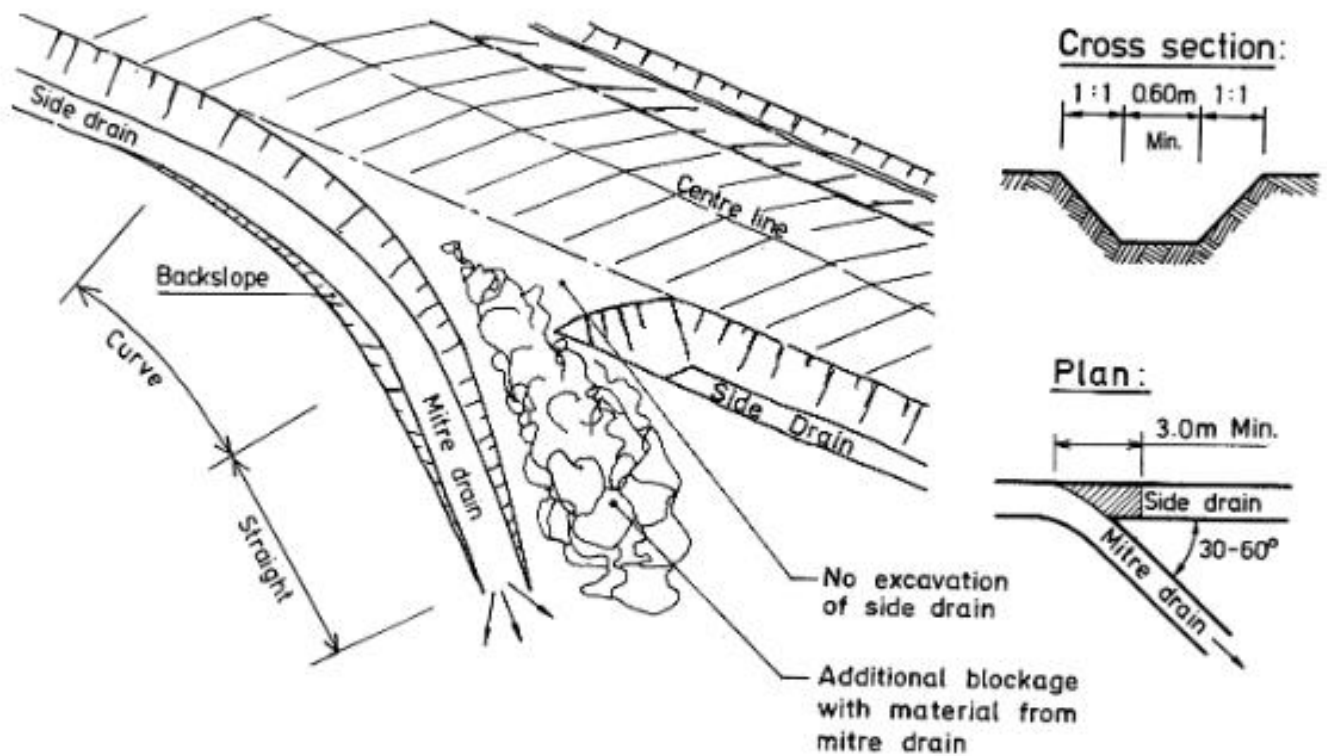 Side drain
Backslope
Curve
Straight
Mitre drain
Centre line
Side Drain
No excavation
of side drain
Additional blockage
with material from
mitre drain
Cross section:
1:1 0.60m 1:1
Min.
Plan:
3.0m Min.
Side drain
30-60°
Mitre drain